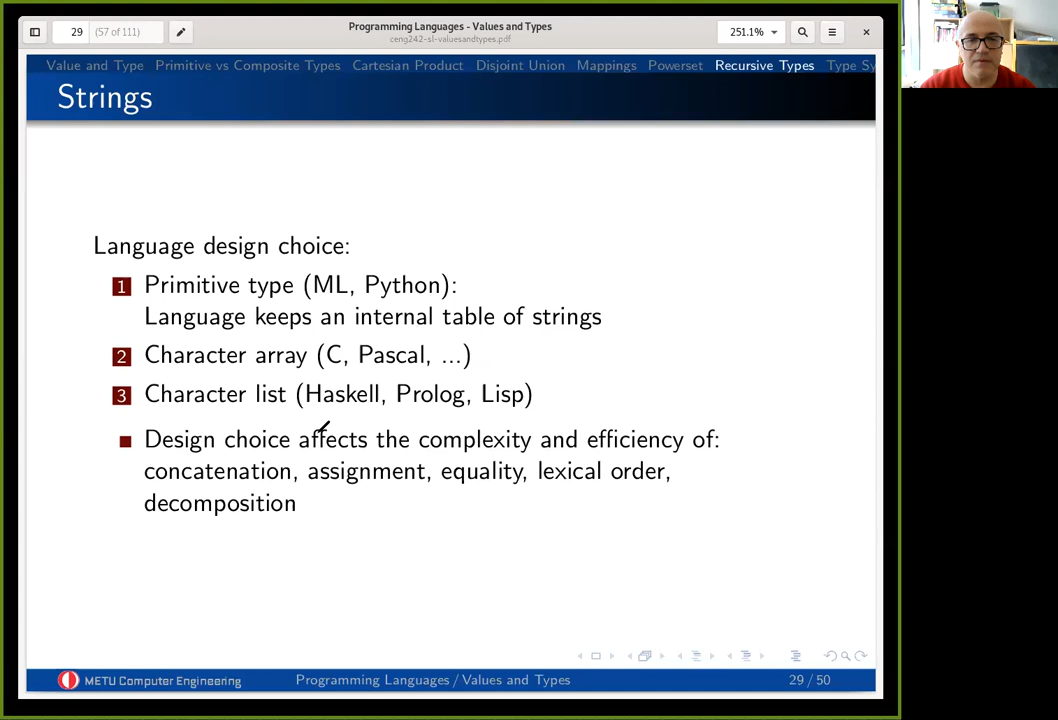 29 (57 of 111)
Programming Languages - Values and Types
ceng242-sl-valuesandtypes.pdf
251.1%
Value and Type Primitive vs Composite Types Cartesian Product Disjoint Union Mappings Powerset Recursive Types Type Sy
Strings
Language design choice:
1 Primitive type (ML, Python):
Language keeps an internal table of strings
2 Character array (C, Pascal, ...)
3 Character list (Haskell, Prolog, Lisp)
Design choice affects the complexity and efficiency of:
concatenation, assignment, equality, lexical order,
decomposition
METU Computer Engineering Programming Languages / Values and Types 29 / 50